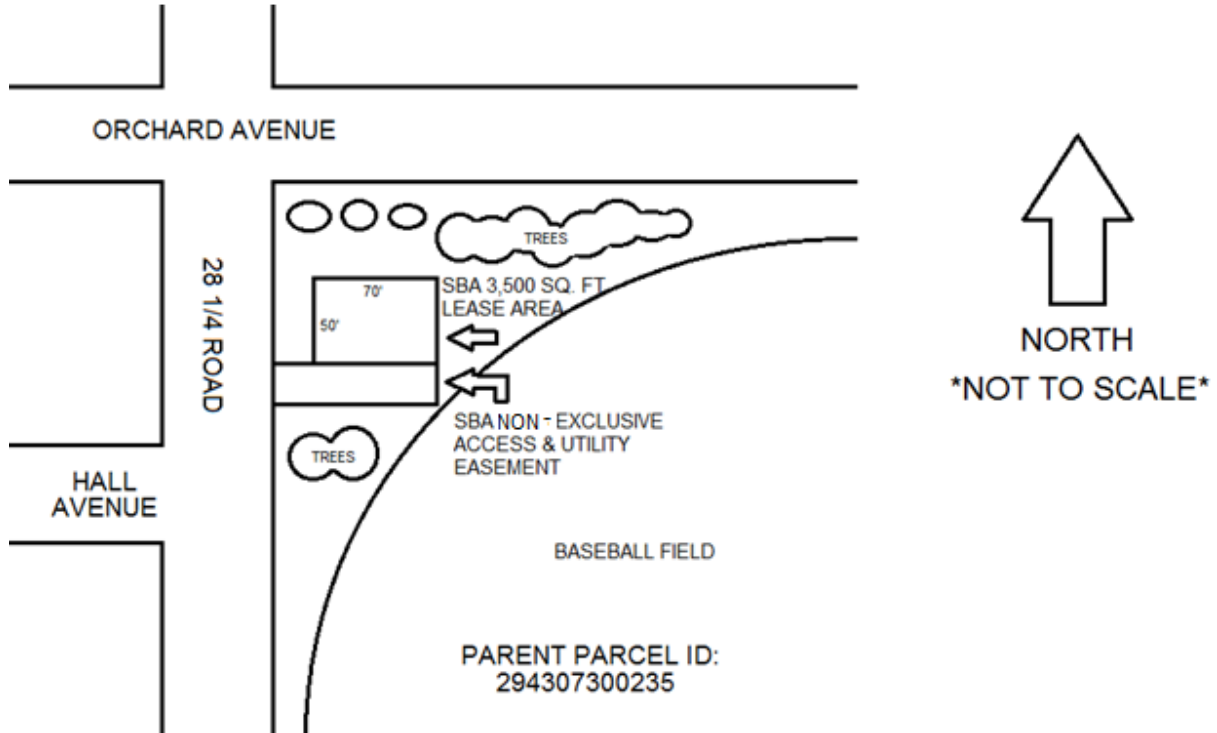 ORCHARD AVENUE
TREES
28 1/4 ROAD
70'
50'
SBA 3,500 SQ. FT
LEASE AREA
NORTH
*NOT TO SCALE*
SBA NON - EXCLUSIVE
ACCESS & UTILITY
EASEMENT
TREES
HALL
AVENUE
BASEBALL FIELD
PARENT PARCEL ID:
294307300235